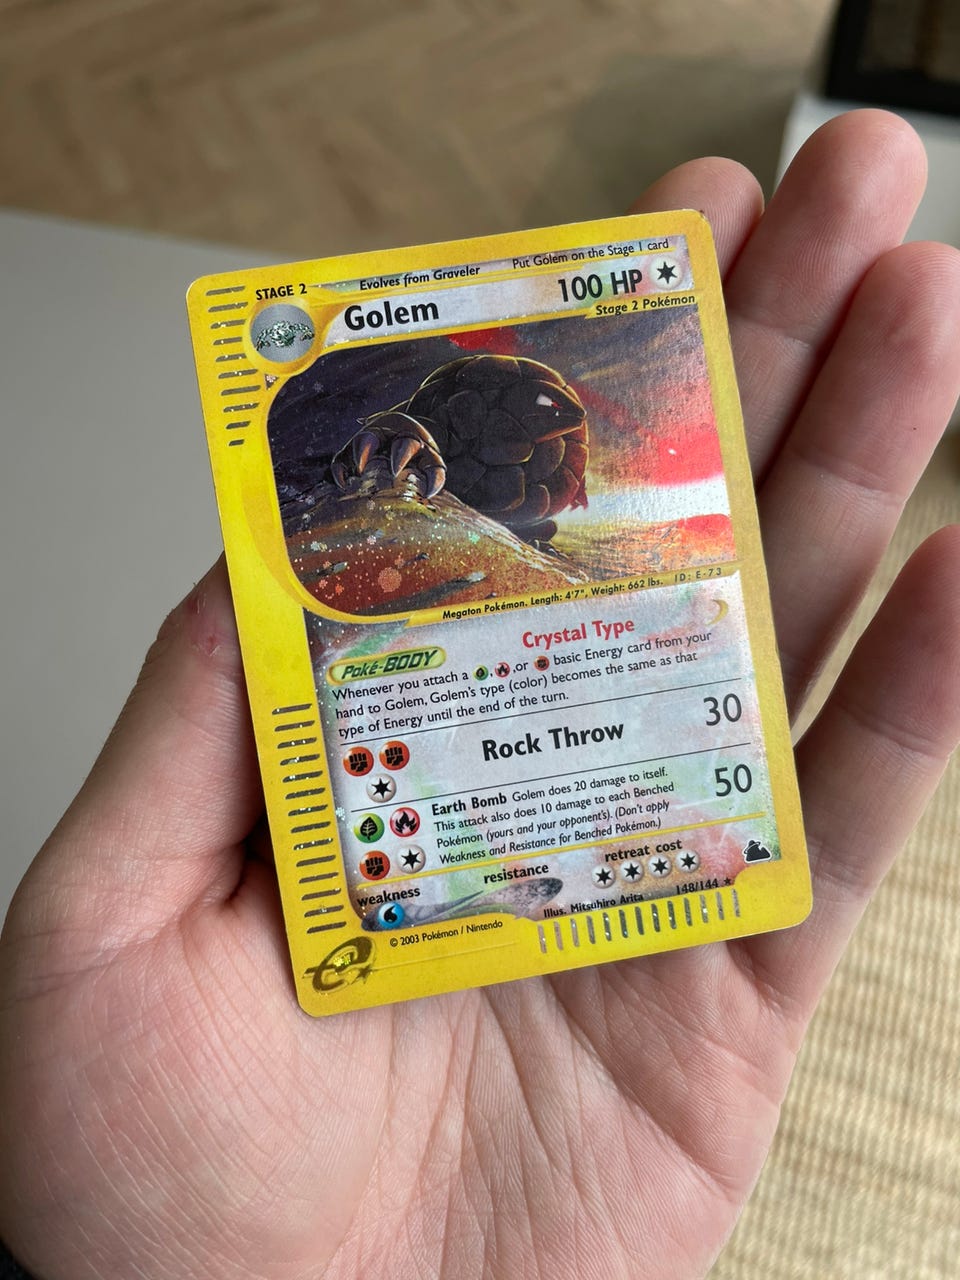 STAGE 2
Evolves from Graveler
Put Golem on the Stage 1 card
Golem
100 HP
Stage 2 Pokémon
Megaton Pokémon. Length: 4'7", Weight: 662 lbs. ID: E-73
Poké-BODY
Crystal Type
Whenever you attach a , , or basic Energy card from your
hand to Golem, Golem's type (color) becomes the same as that
type of Energy until the end of the turn.
Rock Throw 30
Earth Bomb Golem does 20 damage to itself. 50
This attack also does 10 damage to each Benched
Pokémon (yours and your opponent's). (Don't apply
Weakness and Resistance for Benched Pokémon.)
weakness
resistance
retreat cost
Illus. Mitsuhiro Arita
148/144 ★
© 2003 Pokémon / Nintendo
e